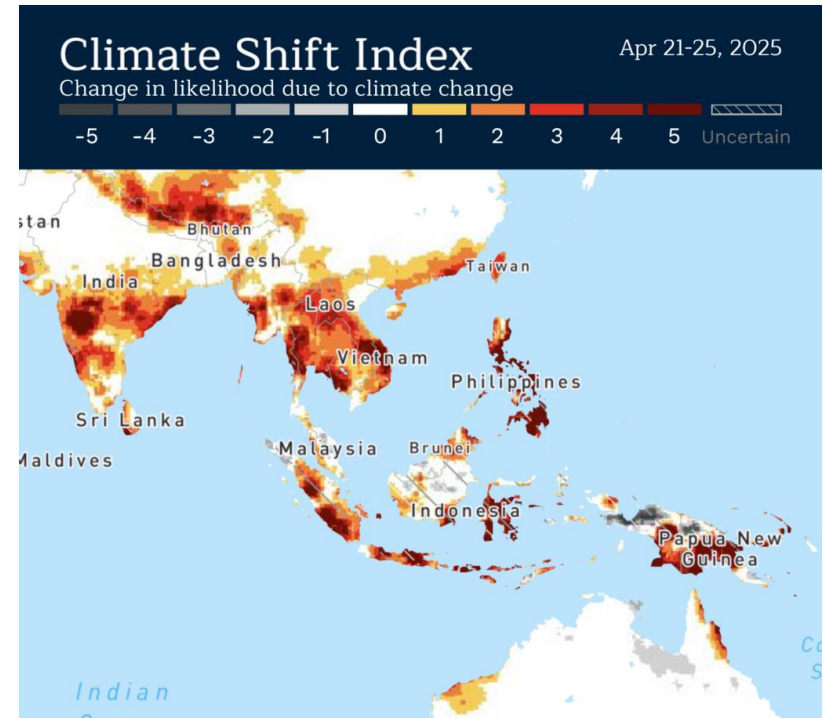 Climate Shift Index
Apr 21-25, 2025
Change in likelihood due to climate change
-5 -4 -3 -2 -1 0 1 2 3 4 5 Uncertain
stan
Bhutan
Bangladesh
Taiwan
India
Laos
Vietnam
Philippines
Sri Lanka
Malaysia
Brunei
Maldives
Indonesia
Papua New
Guinea
Indian